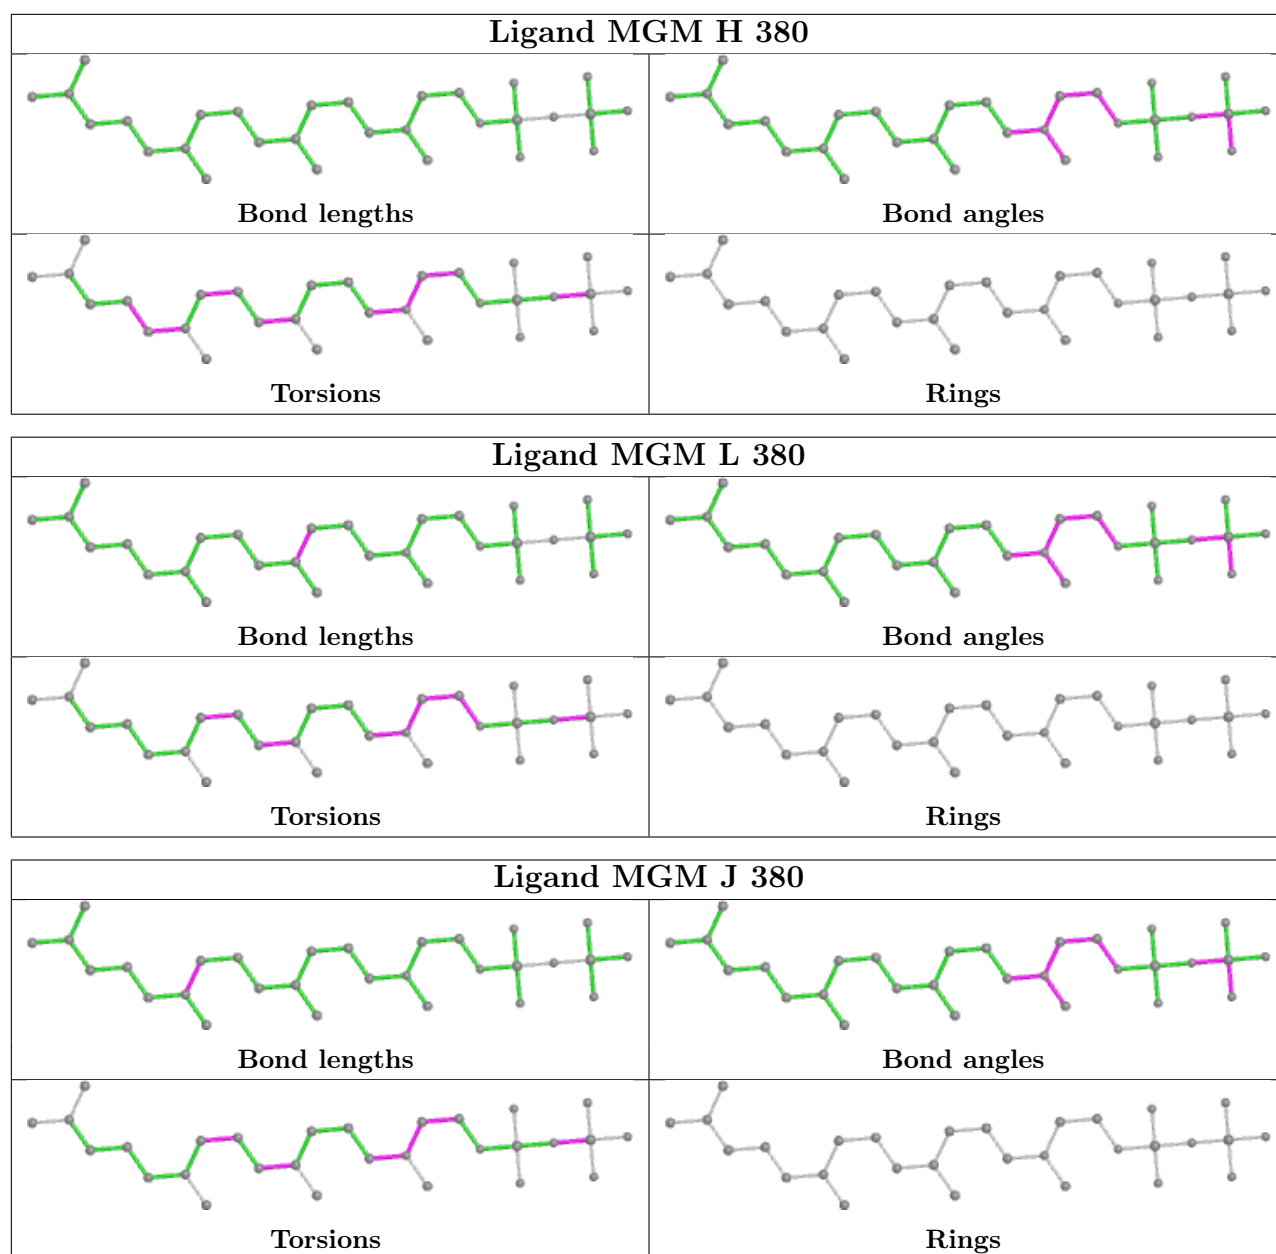 Ligand MGM H 380
Bond lengths
Bond angles
Torsions
Rings
Ligand MGM L 380
Bond lengths
Bond angles
Torsions
Rings
Ligand MGM J 380
Bond lengths
Bond angles
Torsions
Rings